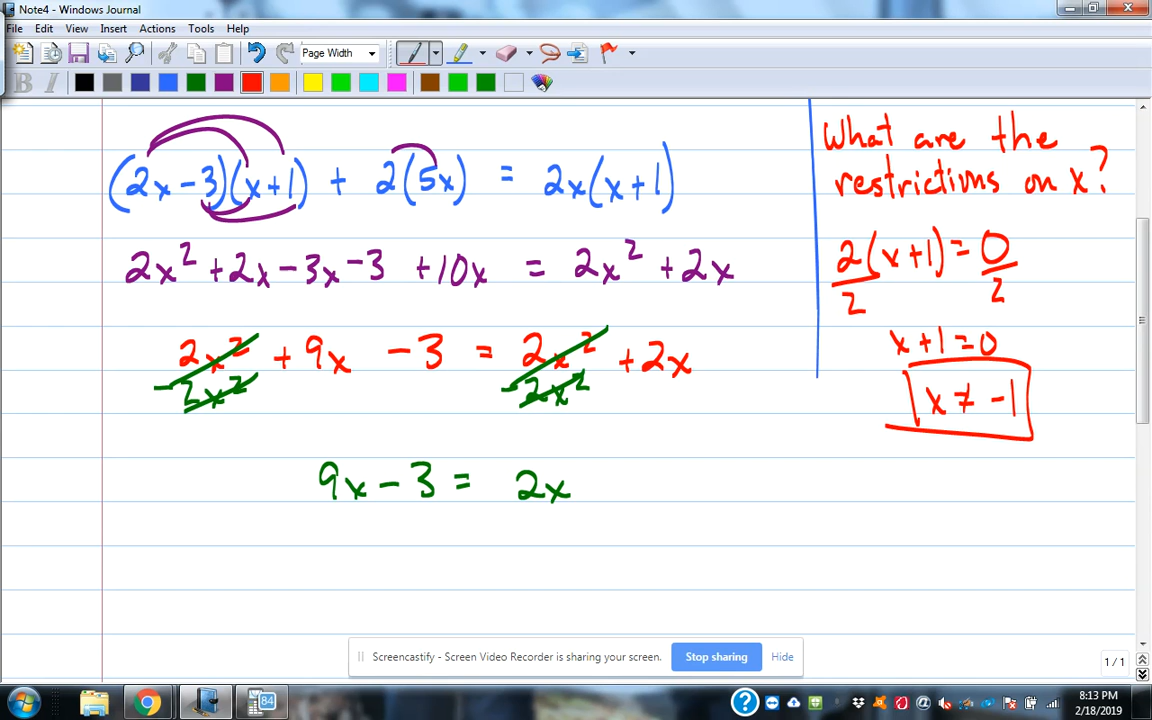 Note4 - Windows Journal
File Edit View Insert Actions Tools Help
Page Width
B I
(2x - 3)(x + 1) + 2(5x) = 2x(x + 1)
2x² + 2x - 3x - 3 + 10x = 2x² + 2x
2x² + 9x - 3 = 2x² + 2x
-2x² -2x²
9x - 3 = 2x
What are the
restrictions on x?
2(x+1) = 0
2 2
x + 1 = 0
x ≠ -1
Screencastify - Screen Video Recorder is sharing your screen. Stop sharing Hide
1 / 1
84
8:13 PM
2/18/2019